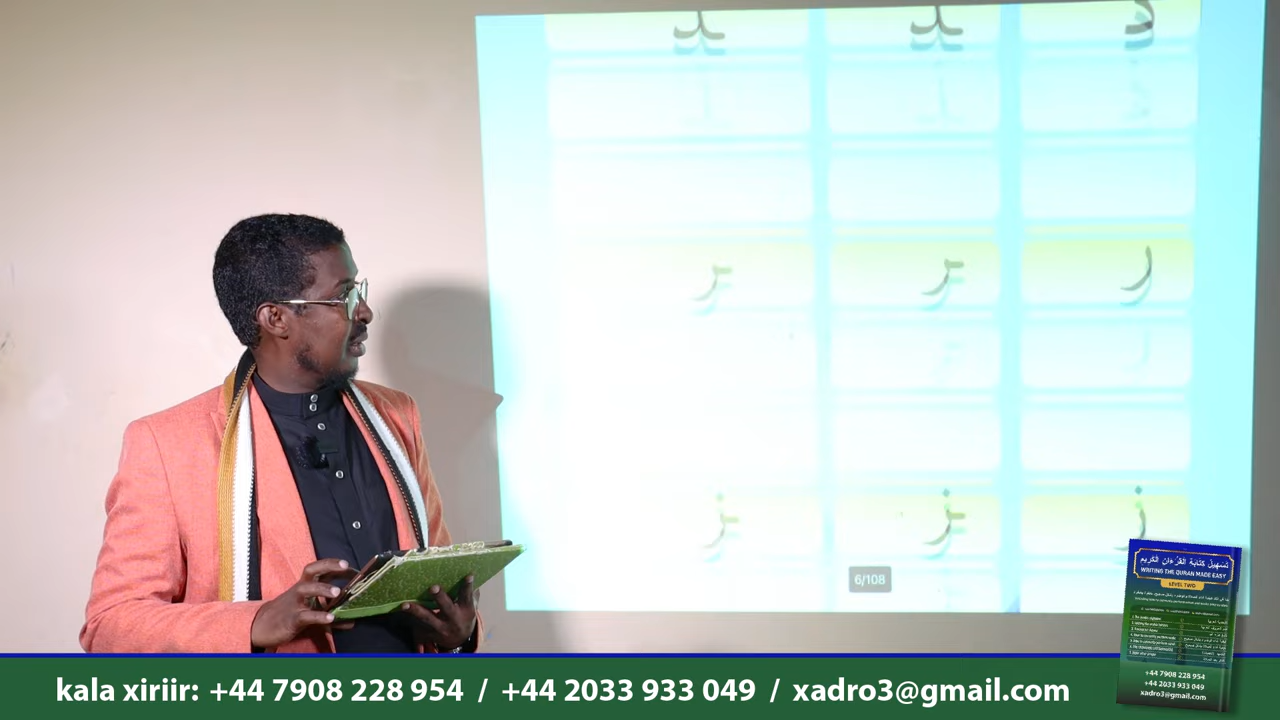 ﺪ ﺪ د
ﺮ ﺮ ر
ﺰ ﺰ ز
6/108
تسهيل كتابة القرءان الكريم
WRITING THE QURAN MADE EASY
LEVEL TWO
+44 7908 228 954
+44 2033 933 049
xadro3@gmail.com
kala xiriir: +44 7908 228 954 / +44 2033 933 049 / xadro3@gmail.com